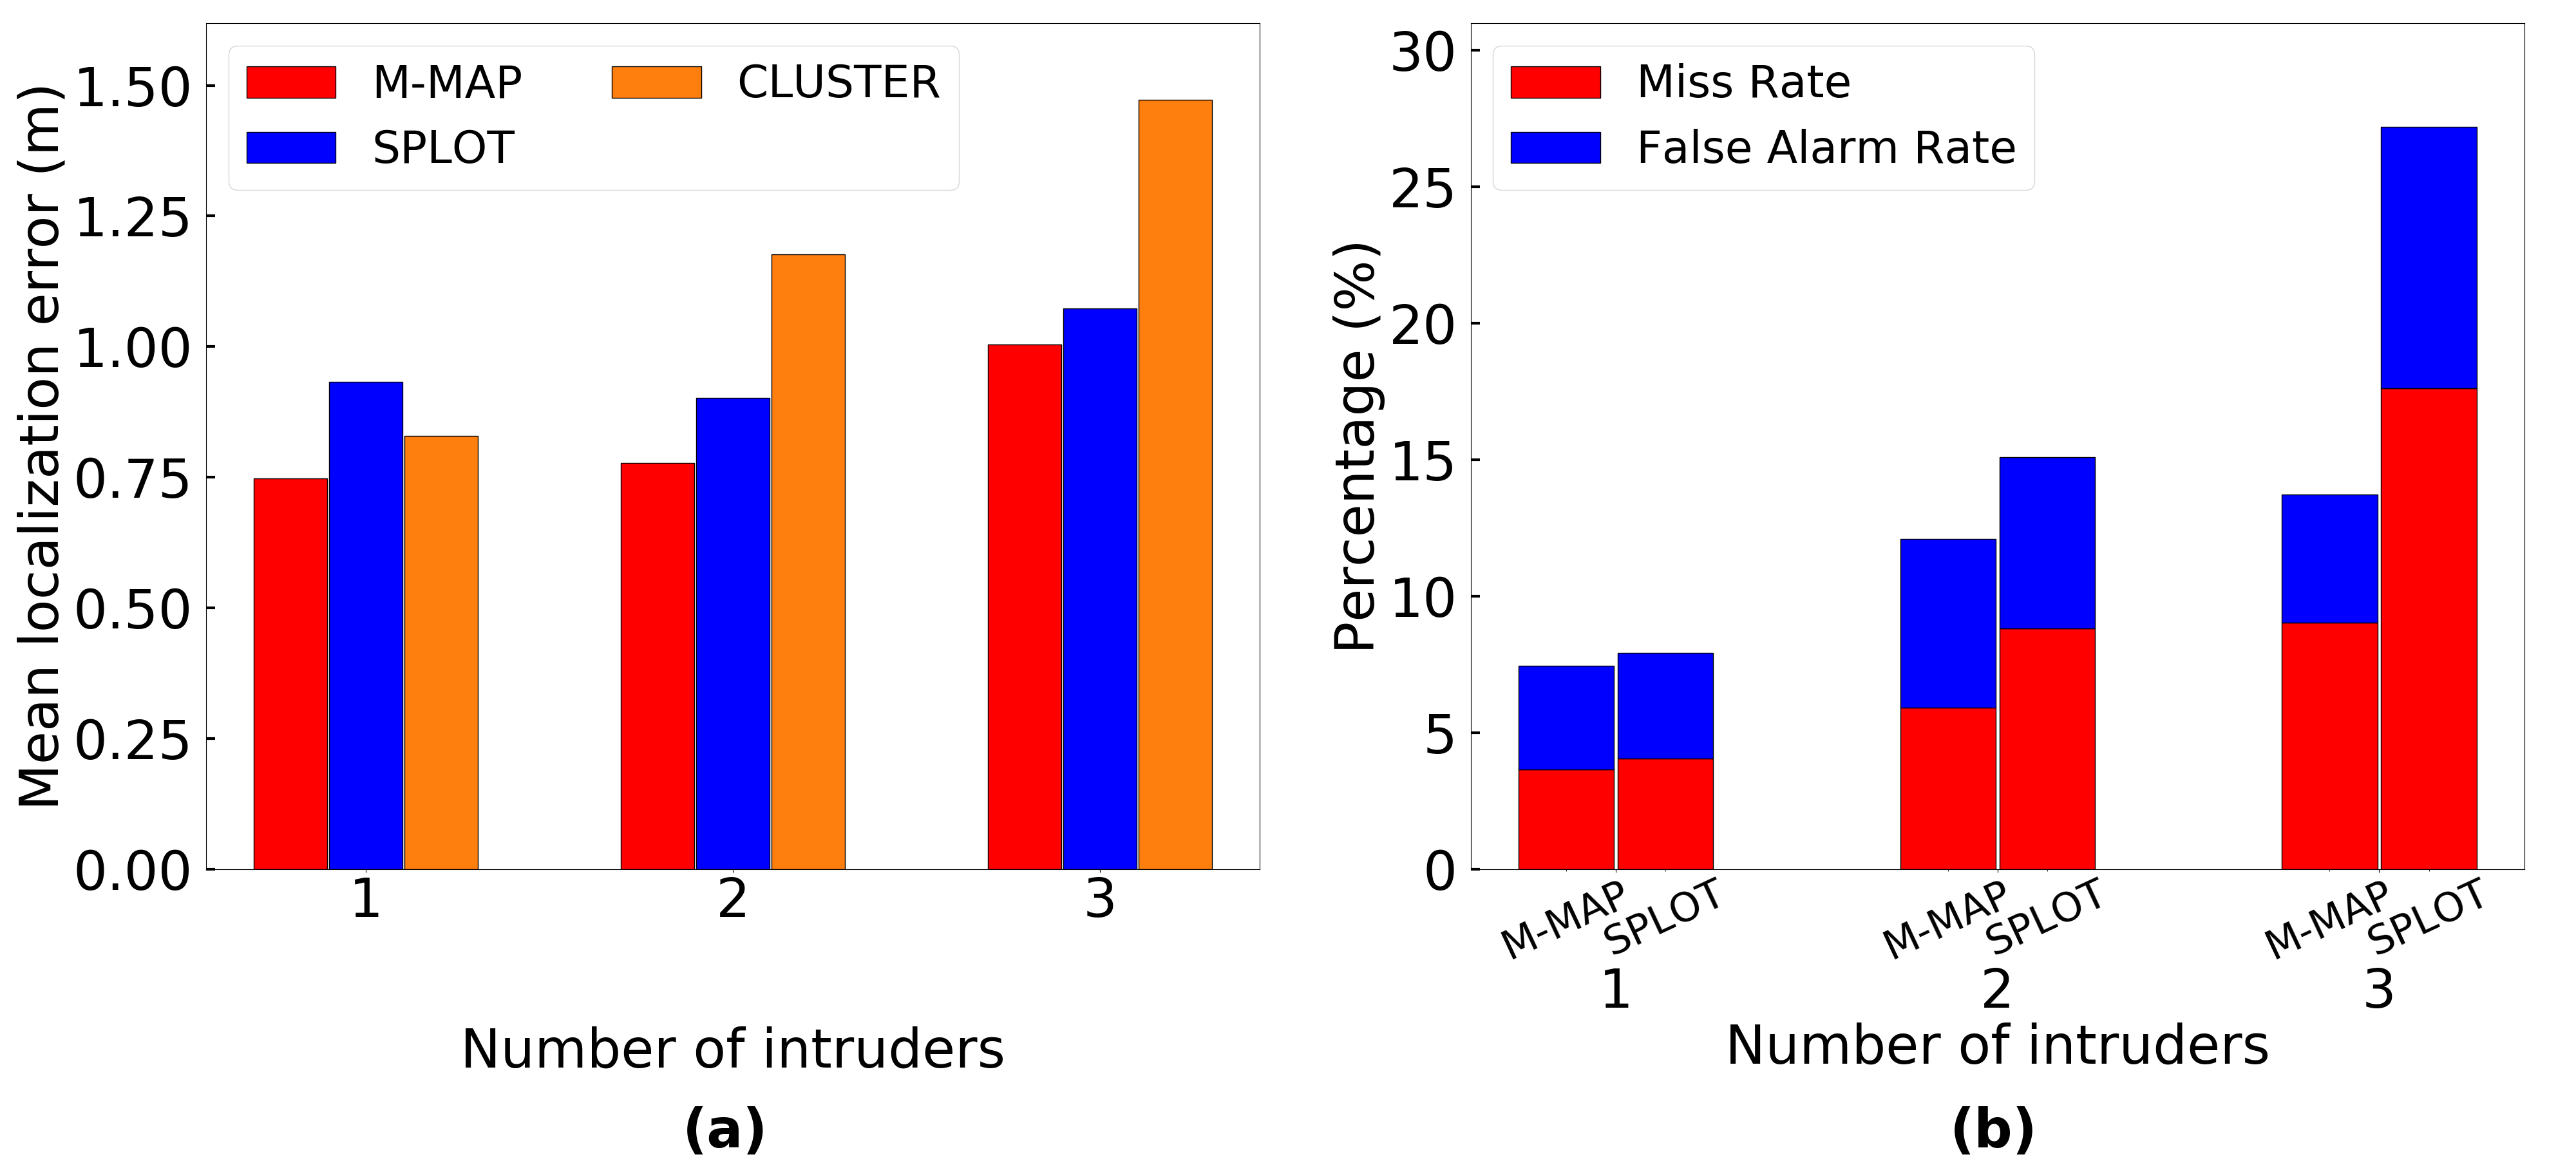 Mean localization error (m)
1.50
1.25
1.00
0.75
0.50
0.25
0.00
M-MAP
CLUSTER
SPLOT
1
2
3
Number of intruders
(a)
Percentage (%)
30
25
20
15
10
5
0
Miss Rate
False Alarm Rate
M-MAP
SPLOT
M-MAP
SPLOT
M-MAP
SPLOT
1
2
3
Number of intruders
(b)